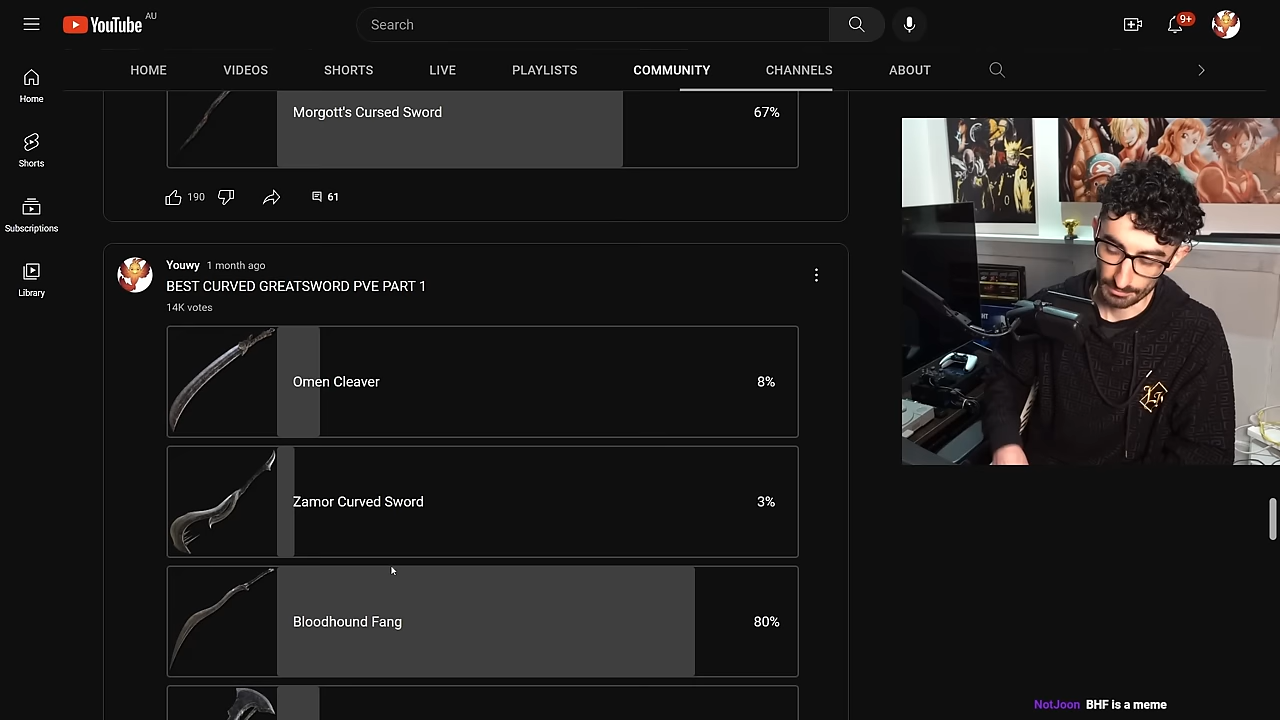 YouTube AU
Search
9+
HOME VIDEOS SHORTS LIVE PLAYLISTS COMMUNITY CHANNELS ABOUT
Home
Shorts
Subscriptions
Library
Morgott's Cursed Sword 67%
190 61
Youwy 1 month ago
BEST CURVED GREATSWORD PVE PART 1
14K votes
Omen Cleaver 8%
Zamor Curved Sword 3%
Bloodhound Fang 80%
NotJoon BHF is a meme